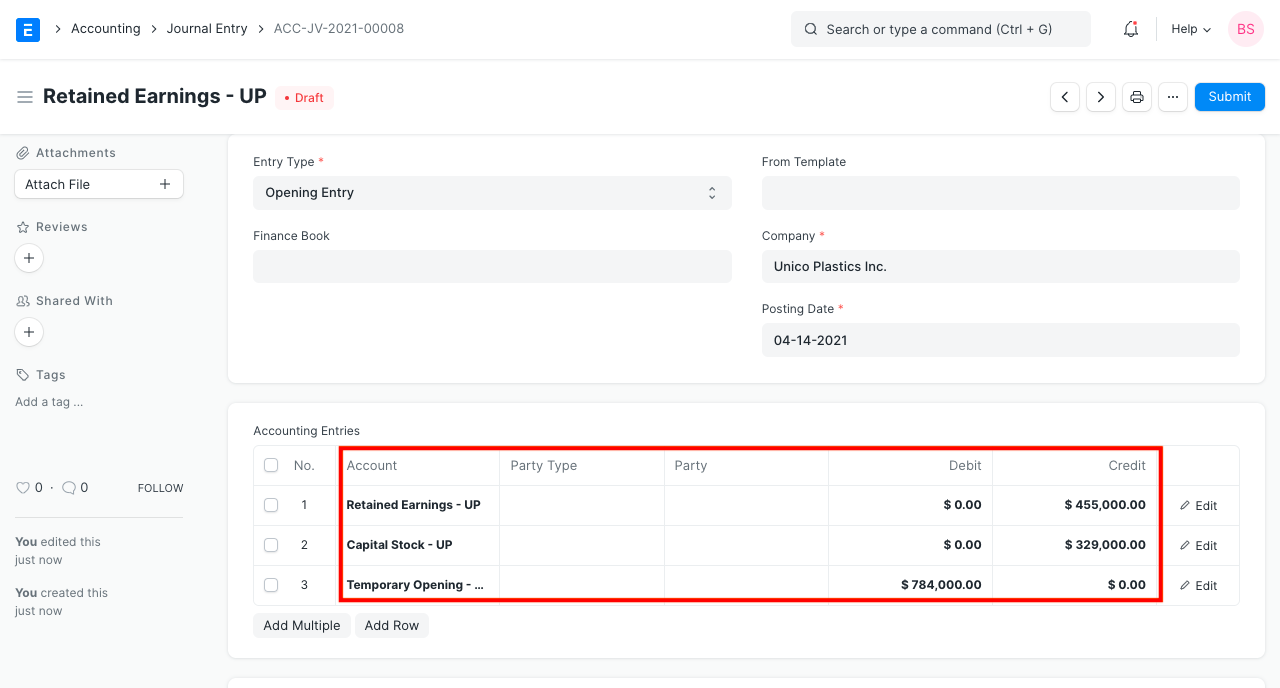 E Accounting Journal Entry ACC-JV-2021-00008 Search or type a command (Ctrl + G) Help BS
Retained Earnings - UP • Draft ... Submit
Attachments
Attach File +
Reviews
+
Shared With
+
Tags
Add a tag ...
0 · 0 FOLLOW
You edited this
just now
You created this
just now
Entry Type * From Template
Opening Entry
Finance Book Company *
Unico Plastics Inc.
Posting Date *
04-14-2021
Accounting Entries
No. Account Party Type Party Debit Credit
1 Retained Earnings - UP $ 0.00 $ 455,000.00 Edit
2 Capital Stock - UP $ 0.00 $ 329,000.00 Edit
3 Temporary Opening - ... $ 784,000.00 $ 0.00 Edit
Add Multiple Add Row